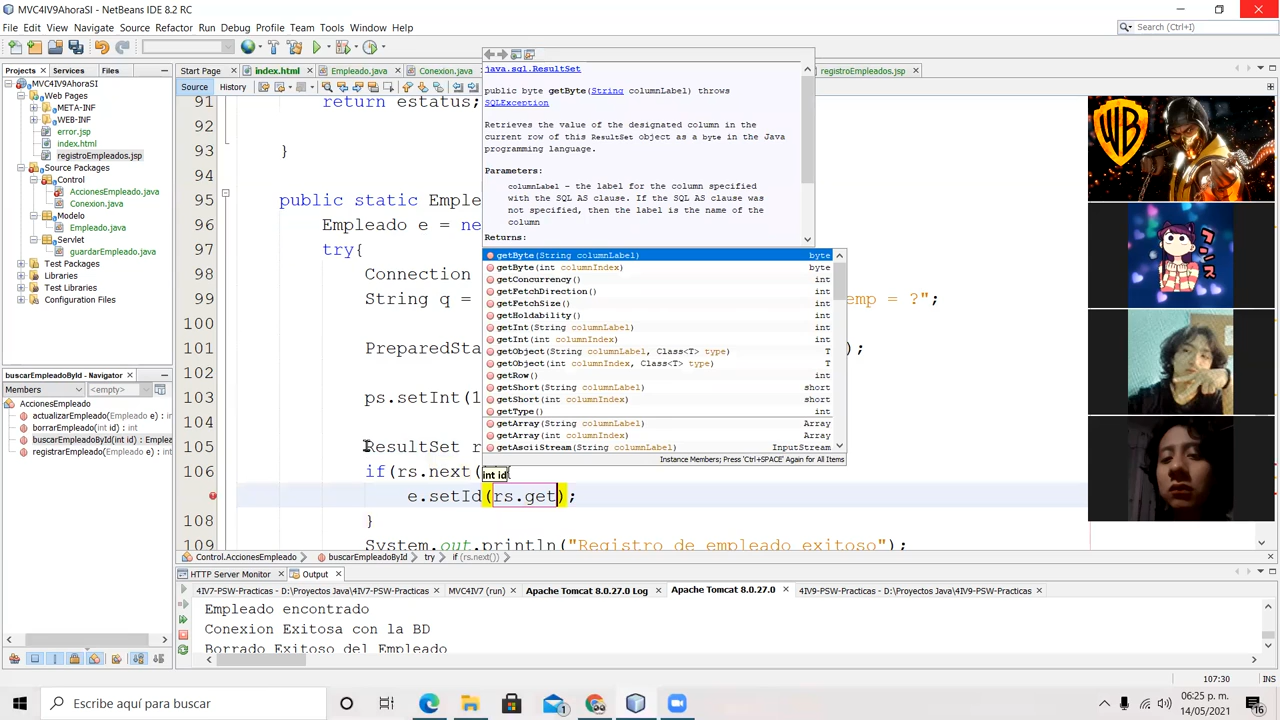 MVC4IV9AhoraSI - NetBeans IDE 8.2 RC
File Edit View Navigate Source Refactor Run Debug Profile Team Tools Window Help
Search (Ctrl+I)
Projects Services Files
Start Page index.html Empleado.java Conexion.java registroEmpleados.jsp
Source History
MVC4IV9AhoraSI
Web Pages
META-INF
WEB-INF
error.jsp
index.html
registroEmpleados.jsp
Source Packages
Control
AccionesEmpleado.java
Conexion.java
Modelo
Empleado.java
Servlet
guardarEmpleado.java
Test Packages
Libraries
Test Libraries
Configuration Files
buscarEmpleadoById - Navigator
Members <empty>
AccionesEmpleado
actualizarEmpleado(Empleado e) : int
borrarEmpleado(int id) : int
buscarEmpleadoById(int id) : Emplea
registrarEmpleado(Empleado e) : int
91 return estatus;
92
93 }
94
95 public static Emple
96 Empleado e = ne
97 try{
98 Connection
99 String q = emp = ?";
100
101 PreparedSta );
102
103 ps.setInt(1
104
105 ResultSet r
106 if(rs.next(
int id
e.setId(rs.get);
108 }
System.out.println("Registro de empleado exitoso");
java.sql.ResultSet
public byte getByte(String columnLabel) throws
SQLException
Retrieves the value of the designated column in the
current row of this ResultSet object as a byte in the Java
programming language.
Parameters:
columnLabel - the label for the column specified
with the SQL AS clause. If the SQL AS clause was
not specified, then the label is the name of the
column
Returns:
getByte(String columnLabel) byte
getByte(int columnIndex) byte
getConcurrency() int
getFetchDirection() int
getFetchSize() int
getHoldability() int
getInt(String columnLabel) int
getInt(int columnIndex) int
getObject(String columnLabel, Class<T> type) T
getObject(int columnIndex, Class<T> type) T
getRow() int
getShort(String columnLabel) short
getShort(int columnIndex) short
getType() int
getArray(String columnLabel) Array
getArray(int columnIndex) Array
getAsciiStream(String columnLabel) InputStream
Instance Members; Press 'Ctrl+SPACE' Again for All Items
Control.AccionesEmpleado buscarEmpleadoById try if (rs.next())
HTTP Server Monitor Output
4IV7-PSW-Practicas - D:\Proyectos Java\4IV7-PSW-Practicas MVC4IV7 (run) Apache Tomcat 8.0.27.0 Log Apache Tomcat 8.0.27.0 4IV9-PSW-Practicas - D:\Proyectos Java\4IV9-PSW-Practicas
Empleado encontrado
Conexion Exitosa con la BD
Borrado Exitoso del Empleado
107:30 INS
Escribe aquí para buscar
1
06:25 p. m.
14/05/2021
16
WB